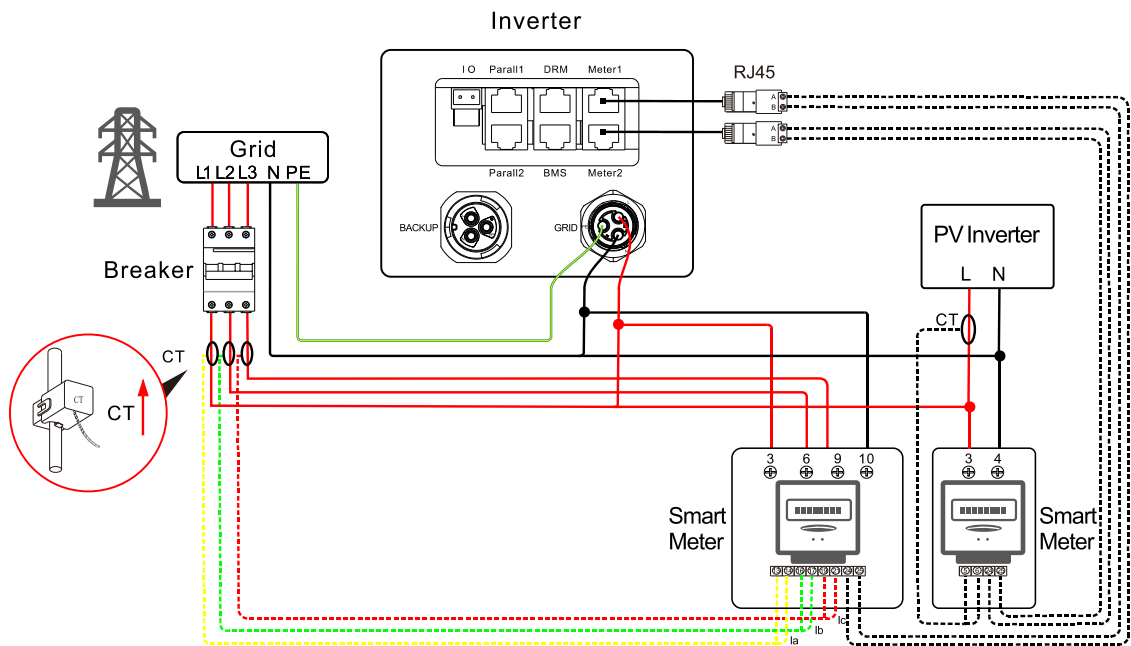 Inverter
I O Parall1 DRM Meter1
RJ45
A
B
A
B
Grid
L1 L2 L3 N PE
Parall2 BMS Meter2
BACKUP
GRID
PV Inverter
L N
Breaker
CT
CT
CT
CT
3 6 9 10
3 4
Smart
Meter
Smart
Meter
Ic
Ib
Ia